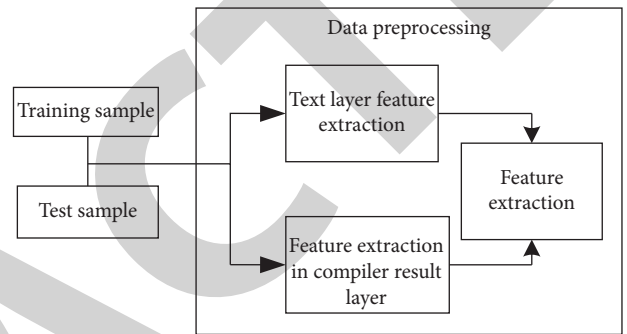 Data preprocessing
Training sample
Test sample
Text layer feature
extraction
Feature extraction
in compiler result
layer
Feature
extraction